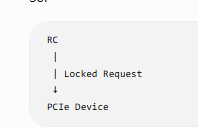 RC
|
| Locked Request
↓
PCIe Device